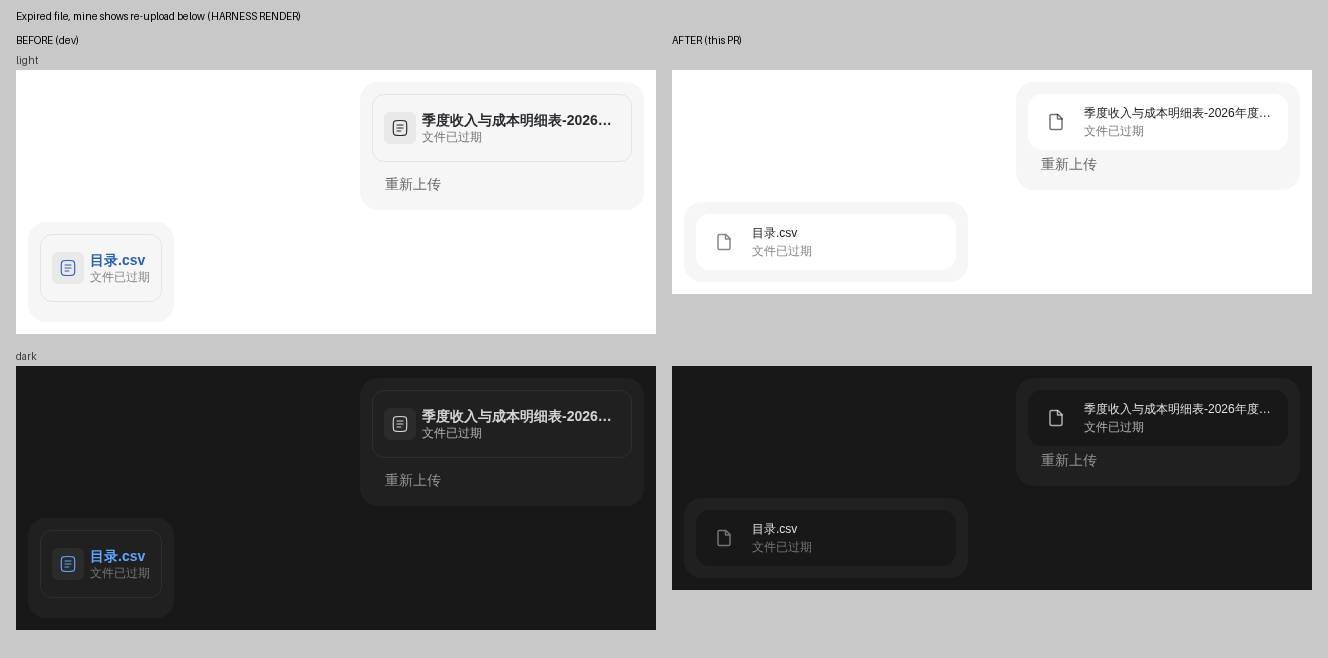 Expired file, mine shows re-upload below (HARNESS RENDER)
BEFORE (dev)
AFTER (this PR)
light
季度收入与成本明细表-2026...
文件已过期
重新上传
目录.csv
文件已过期
季度收入与成本明细表-2026年度...
文件已过期
重新上传
目录.csv
文件已过期
dark
季度收入与成本明细表-2026...
文件已过期
重新上传
目录.csv
文件已过期
季度收入与成本明细表-2026年度...
文件已过期
重新上传
目录.csv
文件已过期